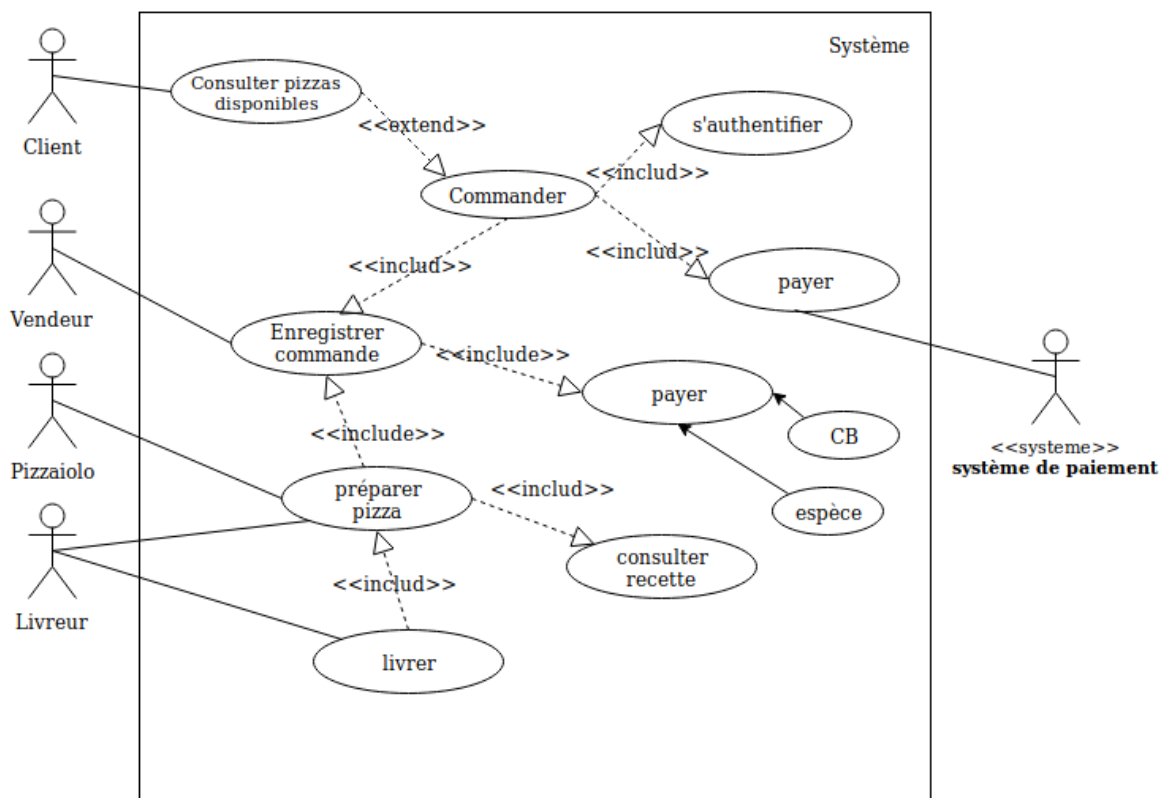 Système
Consulter pizzas
disponibles
<<extend>>
s'authentifier
Client
<<includ>>
Commander
<<includ>>
<<includ>>
payer
Vendeur
Enregistrer
commande
<<include>>
payer
<<include>>
CB
<<systeme>>
système de paiement
Pizzaiolo
préparer
pizza
<<includ>>
espèce
consulter
recette
<<includ>>
Livreur
livrer